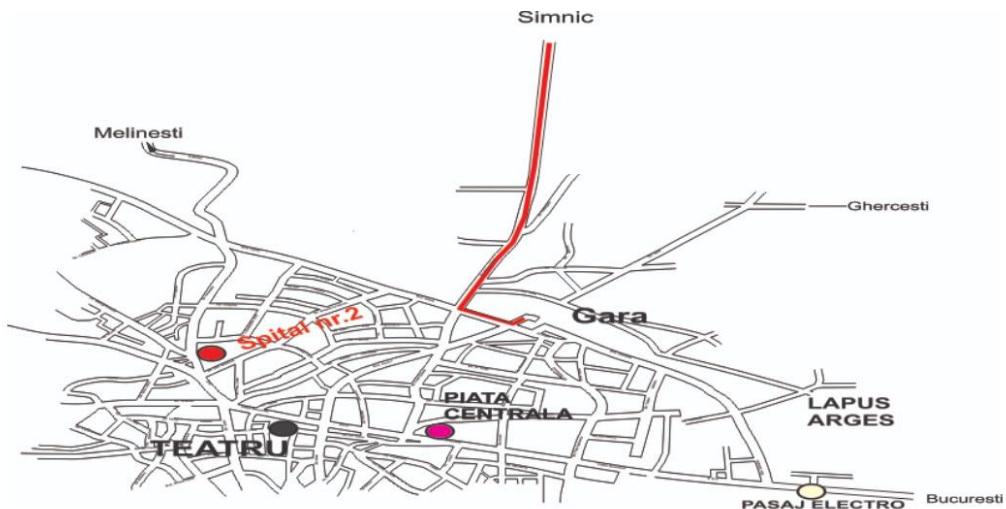 Simnic
Melinesti
Ghercesti
Gara
Spital nr.2
PIATA
CENTRALA
LAPUS
ARGES
TEATRU
PASAJ ELECTRO
Bucuresti